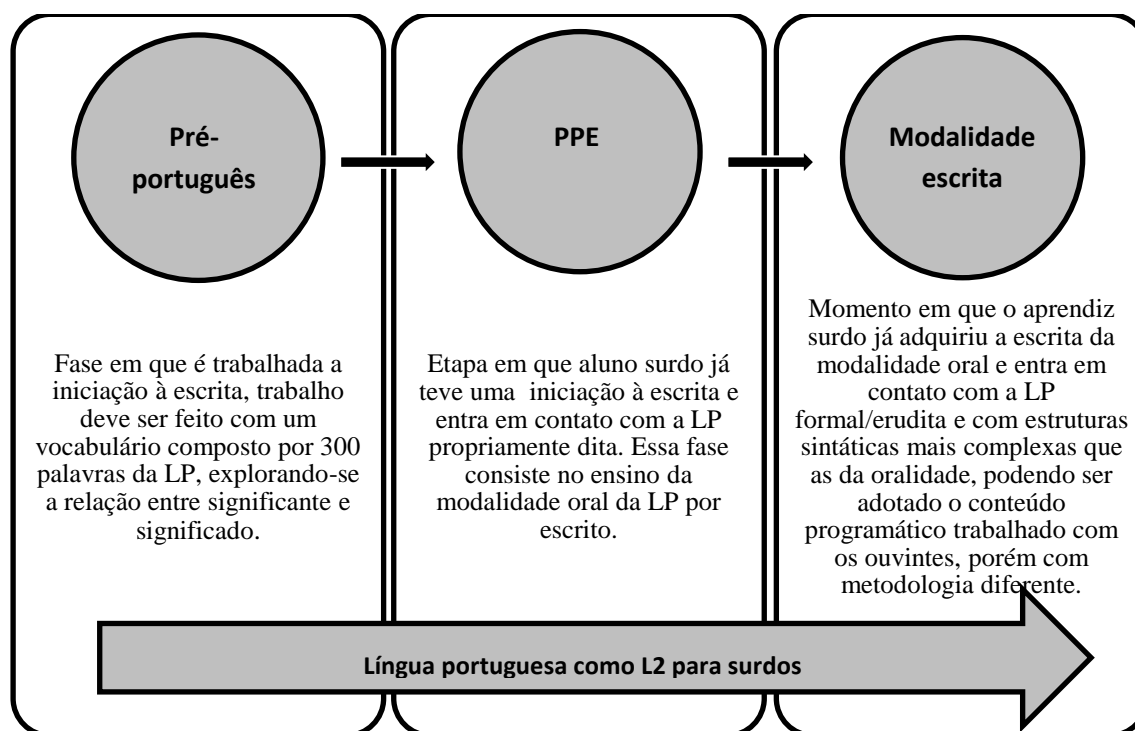 Pré-
português
Fase em que é trabalhada a
iniciação à escrita, trabalho
deve ser feito com um
vocabulário composto por 300
palavras da LP, explorando-se
a relação entre significante e
significado.
PPE
Etapa em que aluno surdo já
teve uma iniciação à escrita e
entra em contato com a LP
propriamente dita. Essa fase
consiste no ensino da
modalidade oral da LP por
escrito.
Modalidade
escrita
Momento em que o aprendiz
surdo já adquiriu a escrita da
modalidade oral e entra em
contato com a LP
formal/erudita e com estruturas
sintáticas mais complexas que
as da oralidade, podendo ser
adotado o conteúdo
programático trabalhado com
os ouvintes, porém com
metodologia diferente.
Língua portuguesa como L2 para surdos